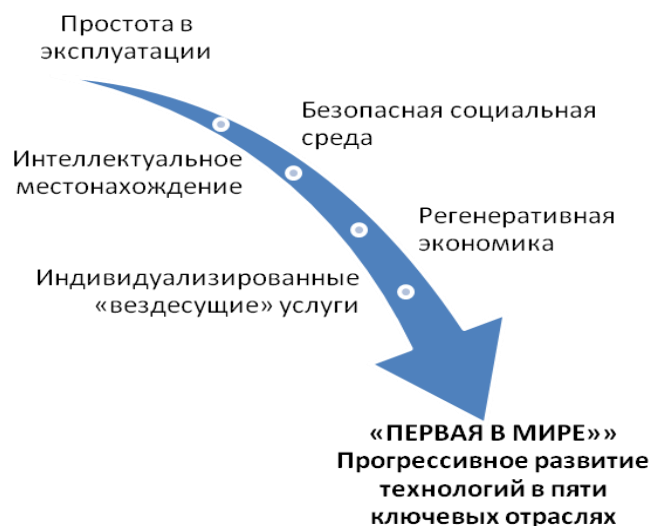 Простота в
эксплуатации
Безопасная социальная
среда
Интеллектуальное
местонахождение
Регенеративная
экономика
Индивидуализированные
«вездесущие» услуги
«ПЕРВАЯ В МИРЕ»»
Прогрессивное развитие
технологий в пяти
ключевых отраслях